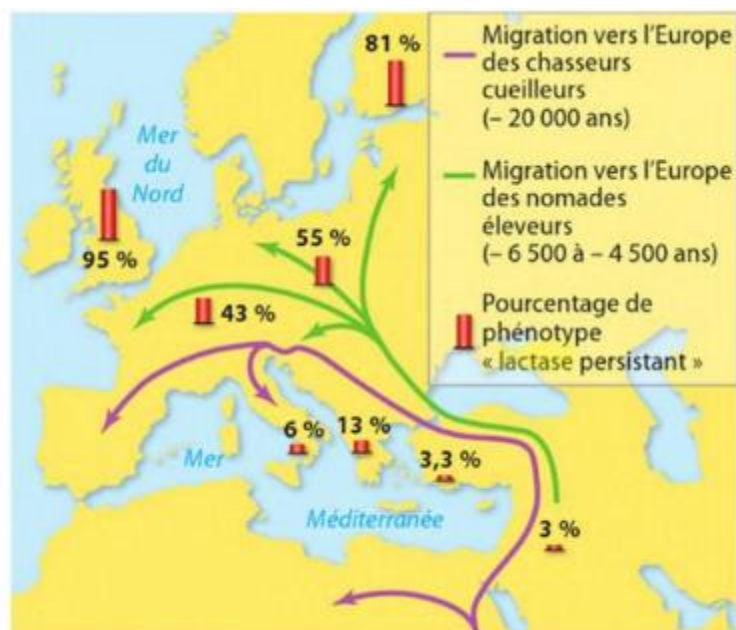 81 %
Migration vers l'Europe
des chasseurs
cueilleurs
(– 20 000 ans)
Mer
du
Nord
Migration vers l'Europe
des nomades
éleveurs
(– 6 500 à – 4 500 ans)
95 %
55 %
43 %
Pourcentage de
phénotype
« lactase persistant »
6 %
13 %
3,3 %
Mer
Méditerranée
3 %